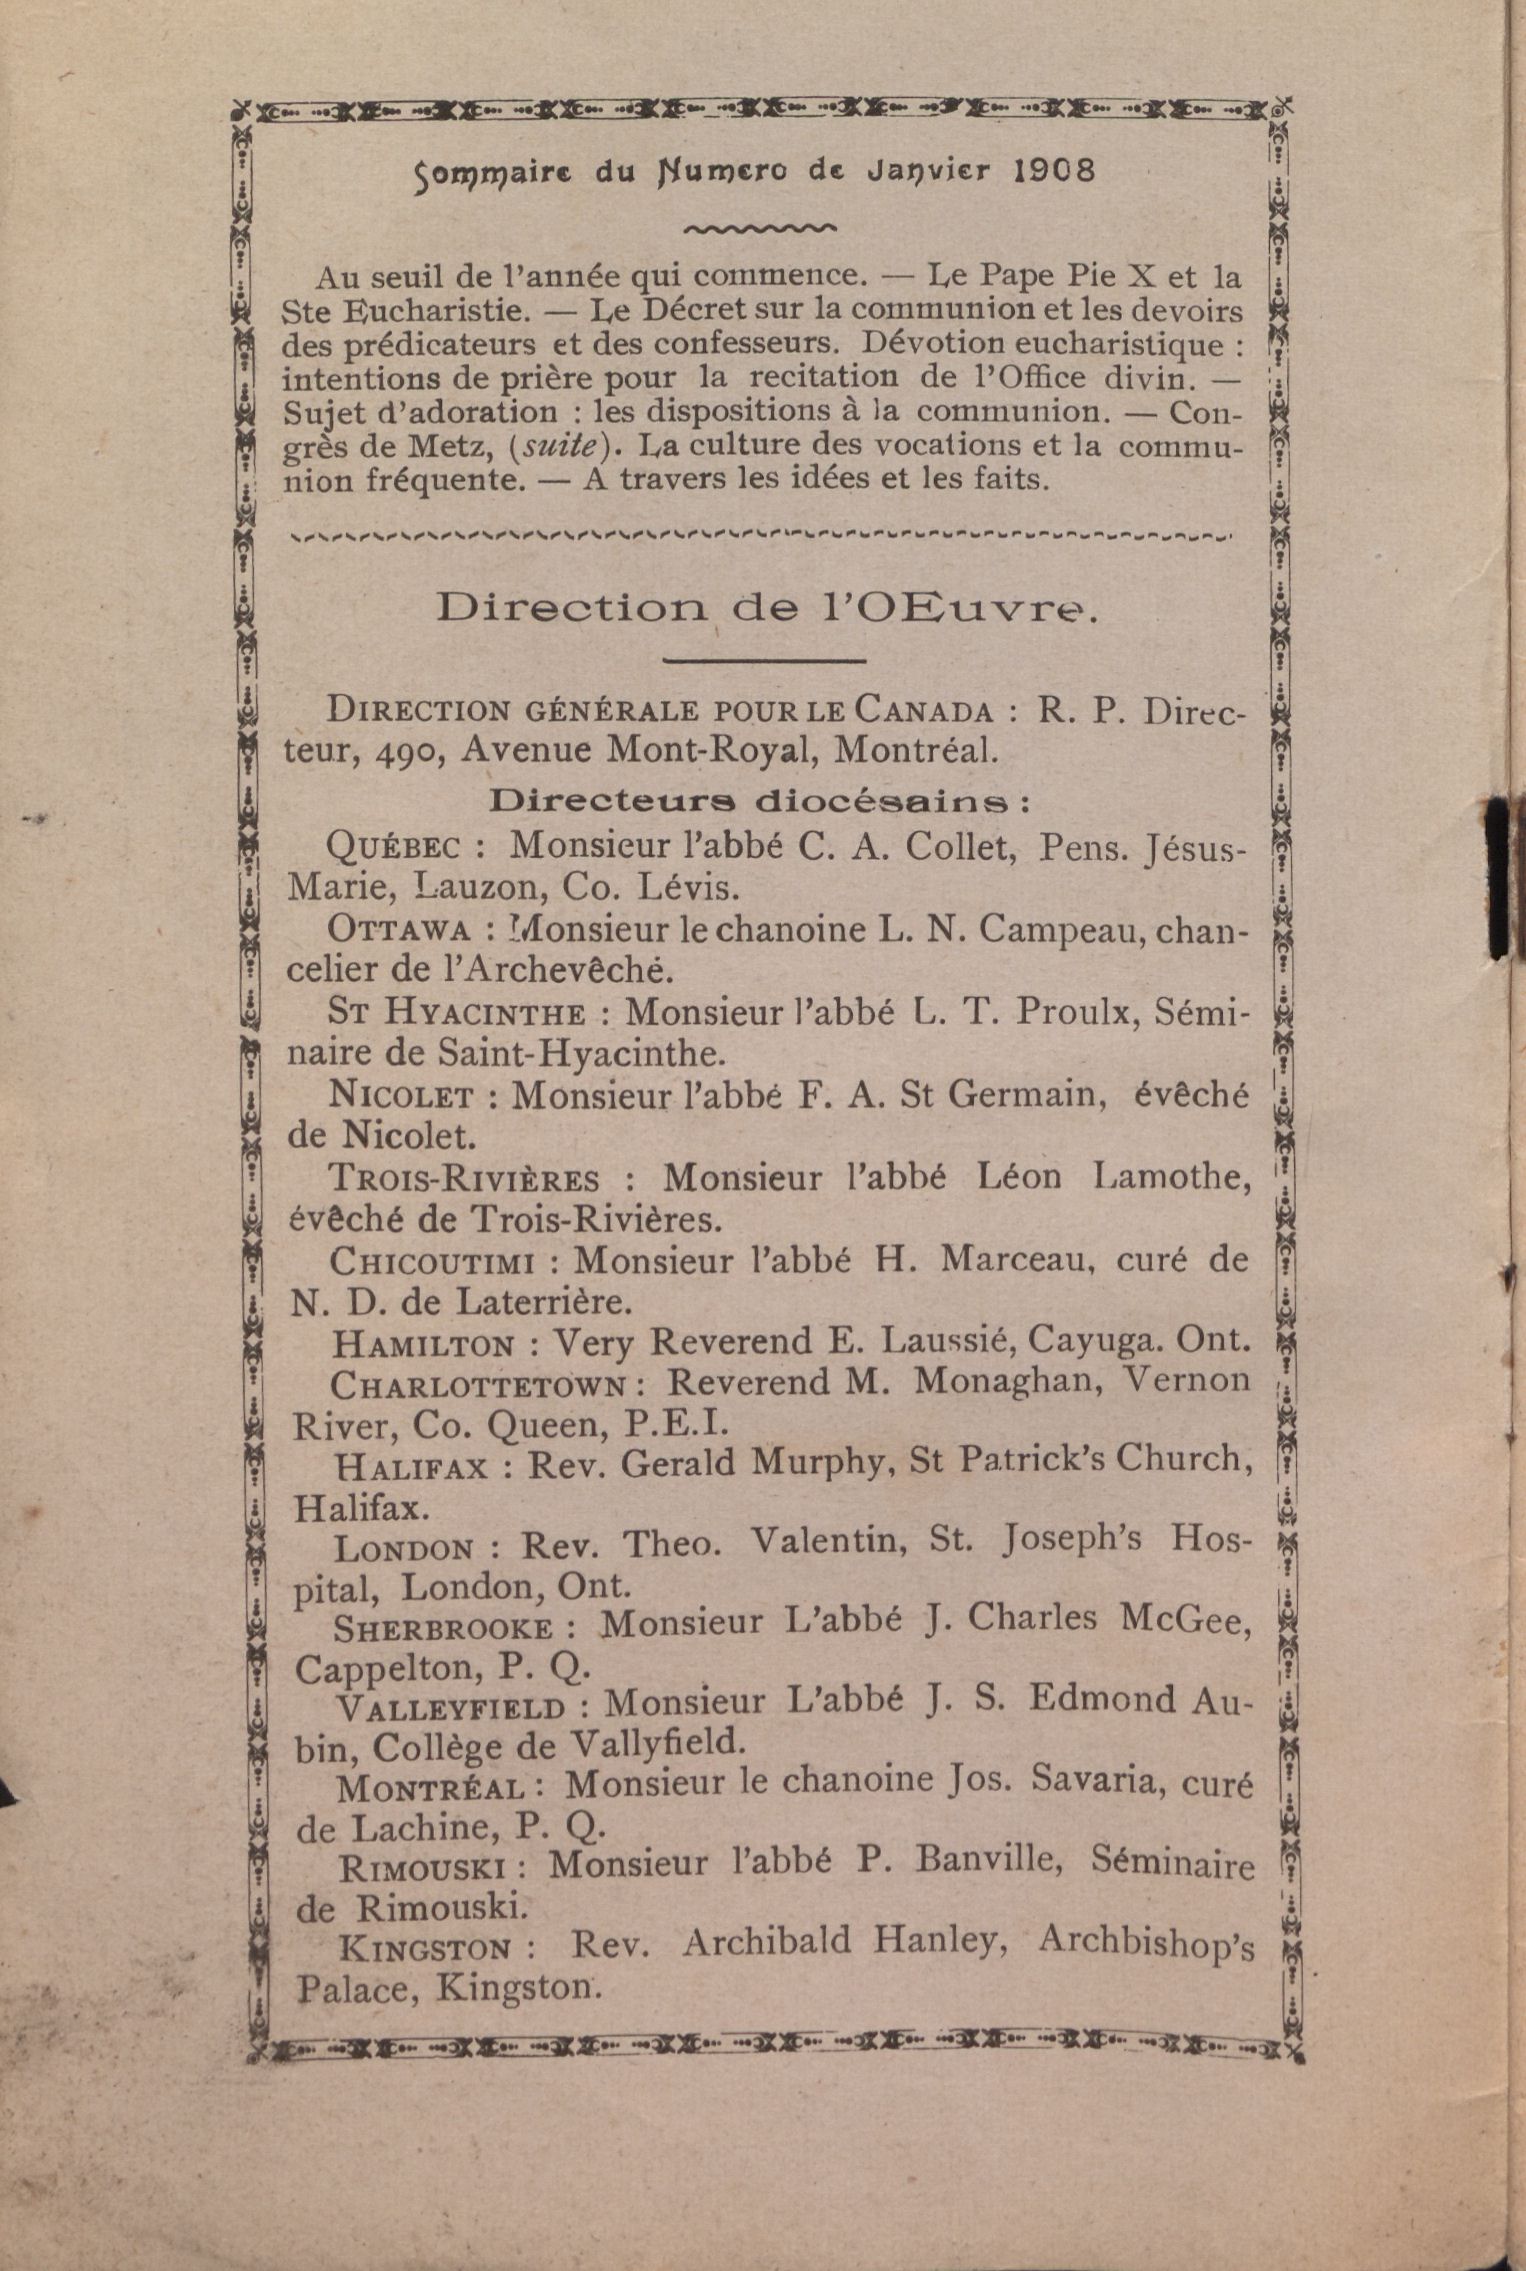 Sommaire du Numero de Janvier 1908
Au seuil de l'année qui commence. — Le Pape Pie X et la
Ste Eucharistie. — Le Décret sur la communion et les devoirs
des prédicateurs et des confesseurs. Dévotion eucharistique :
intentions de prière pour la recitation de l'Office divin. —
Sujet d'adoration : les dispositions à la communion. — Con-
grès de Metz, (suite). La culture des vocations et la commu-
nion fréquente. — A travers les idées et les faits.
Direction de l'OEuvre.
DIRECTION GÉNÉRALE POUR LE CANADA : R. P. Direc-
teur, 490, Avenue Mont-Royal, Montréal.
Directeurs diocésains :
QUÉBEC : Monsieur l'abbé C. A. Collet, Pens. Jésus-
Marie, Lauzon, Co. Lévis.
OTTAWA : Monsieur le chanoine L. N. Campeau, chan-
celier de l'Archevêché.
ST HYACINTHE : Monsieur l'abbé L. T. Proulx, Sémi-
naire de Saint-Hyacinthe.
NICOLET : Monsieur l'abbé F. A. St Germain, évêché
de Nicolet.
TROIS-RIVIÈRES : Monsieur l'abbé Léon Lamothe,
évêché de Trois-Rivières.
CHICOUTIMI : Monsieur l'abbé H. Marceau, curé de
N. D. de Laterrière.
HAMILTON : Very Reverend E. Laussié, Cayuga. Ont.
CHARLOTTETOWN : Reverend M. Monaghan, Vernon
River, Co. Queen, P.E.I.
HALIFAX : Rev. Gerald Murphy, St Patrick's Church,
Halifax.
LONDON : Rev. Theo. Valentin, St. Joseph's Hos-
pital, London, Ont.
SHERBROOKE : Monsieur L'abbé J. Charles McGee,
Cappelton, P. Q.
VALLEYFIELD : Monsieur L'abbé J. S. Edmond Au-
bin, Collège de Vallyfield.
MONTRÉAL : Monsieur le chanoine Jos. Savaria, curé
de Lachine, P. Q.
RIMOUSKI : Monsieur l'abbé P. Banville, Séminaire
de Rimouski.
KINGSTON : Rev. Archibald Hanley, Archbishop's
Palace, Kingston.